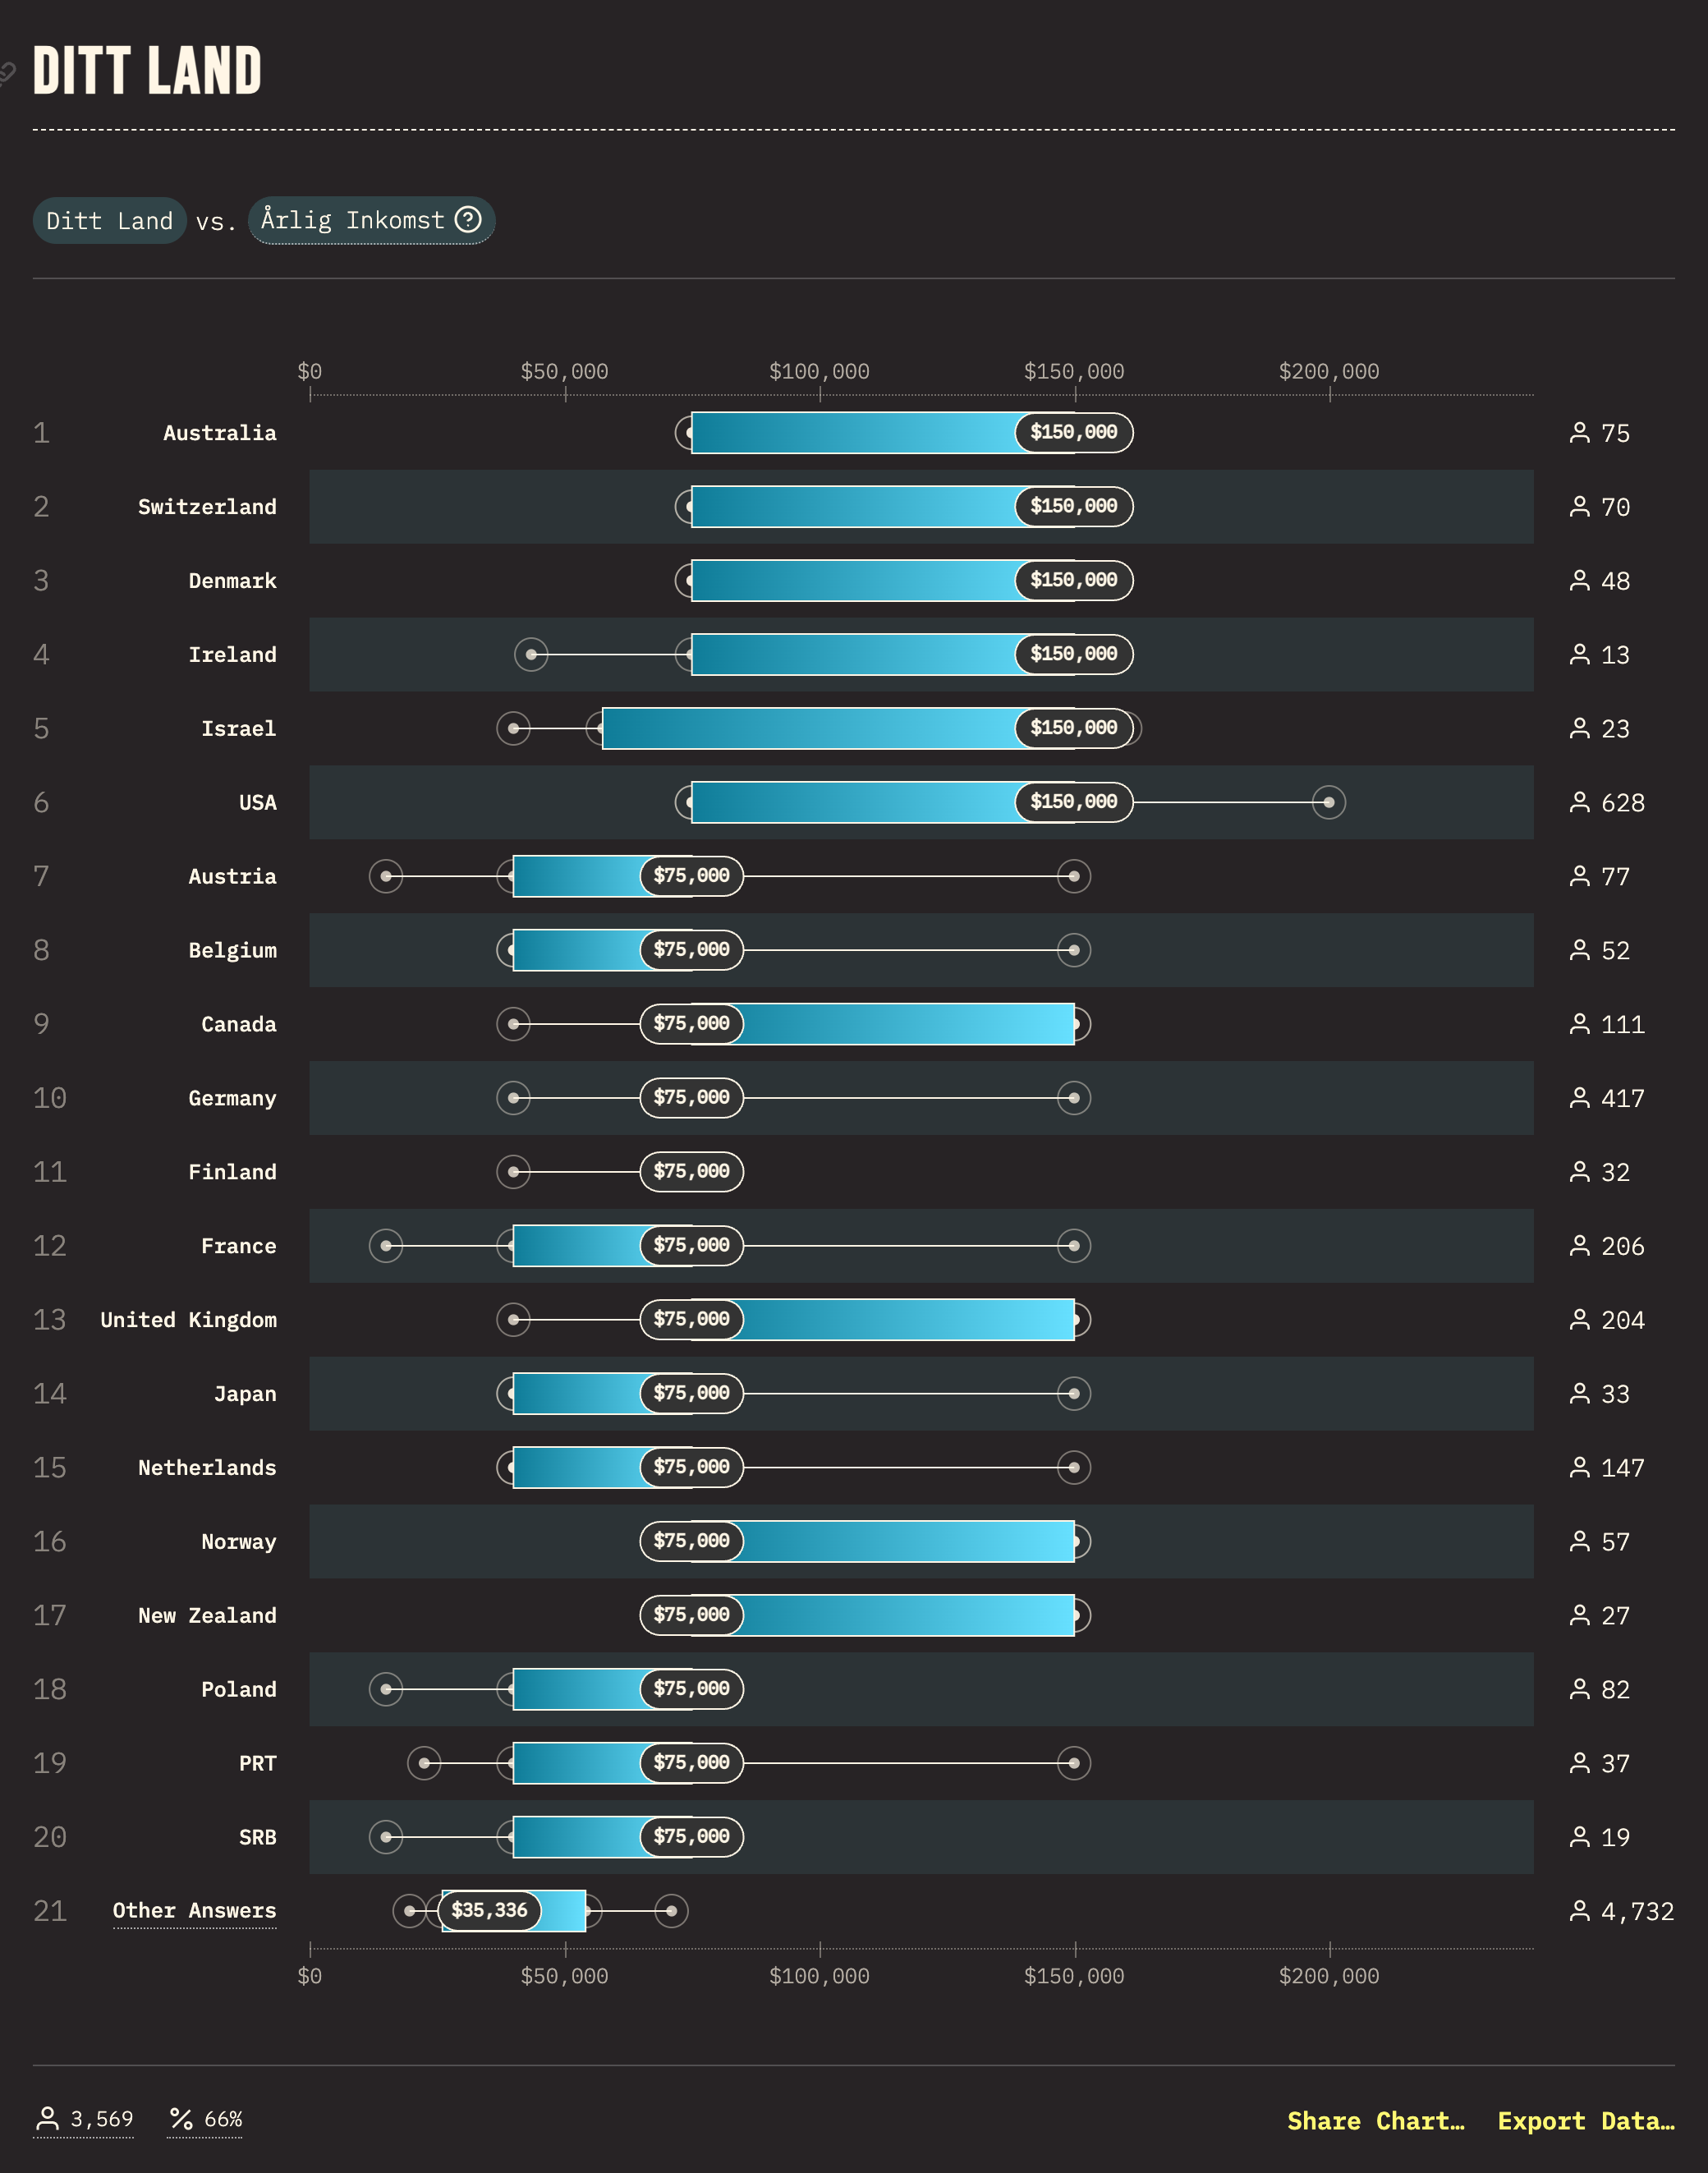 DITT LAND
Ditt Land vs. Årlig Inkomst ?
$0 $50,000 $100,000 $150,000 $200,000
1 Australia $150,000 75
2 Switzerland $150,000 70
3 Denmark $150,000 48
4 Ireland $150,000 13
5 Israel $150,000 23
6 USA $150,000 628
7 Austria $75,000 77
8 Belgium $75,000 52
9 Canada $75,000 111
10 Germany $75,000 417
11 Finland $75,000 32
12 France $75,000 206
13 United Kingdom $75,000 204
14 Japan $75,000 33
15 Netherlands $75,000 147
16 Norway $75,000 57
17 New Zealand $75,000 27
18 Poland $75,000 82
19 PRT $75,000 37
20 SRB $75,000 19
21 Other Answers $35,336 4,732
$0 $50,000 $100,000 $150,000 $200,000
3,569 % 66% Share Chart… Export Data…